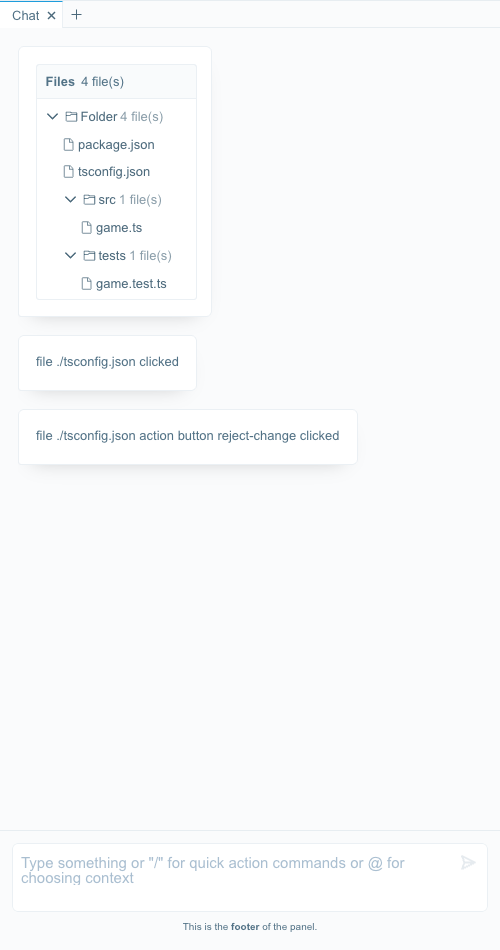 Chat
Files 4 file(s)
Folder 4 file(s)
package.json
tsconfig.json
src 1 file(s)
game.ts
tests 1 file(s)
game.test.ts
file ./tsconfig.json clicked
file ./tsconfig.json action button reject-change clicked
Type something or "/" for quick action commands or @ for
choosing context
This is the footer of the panel.